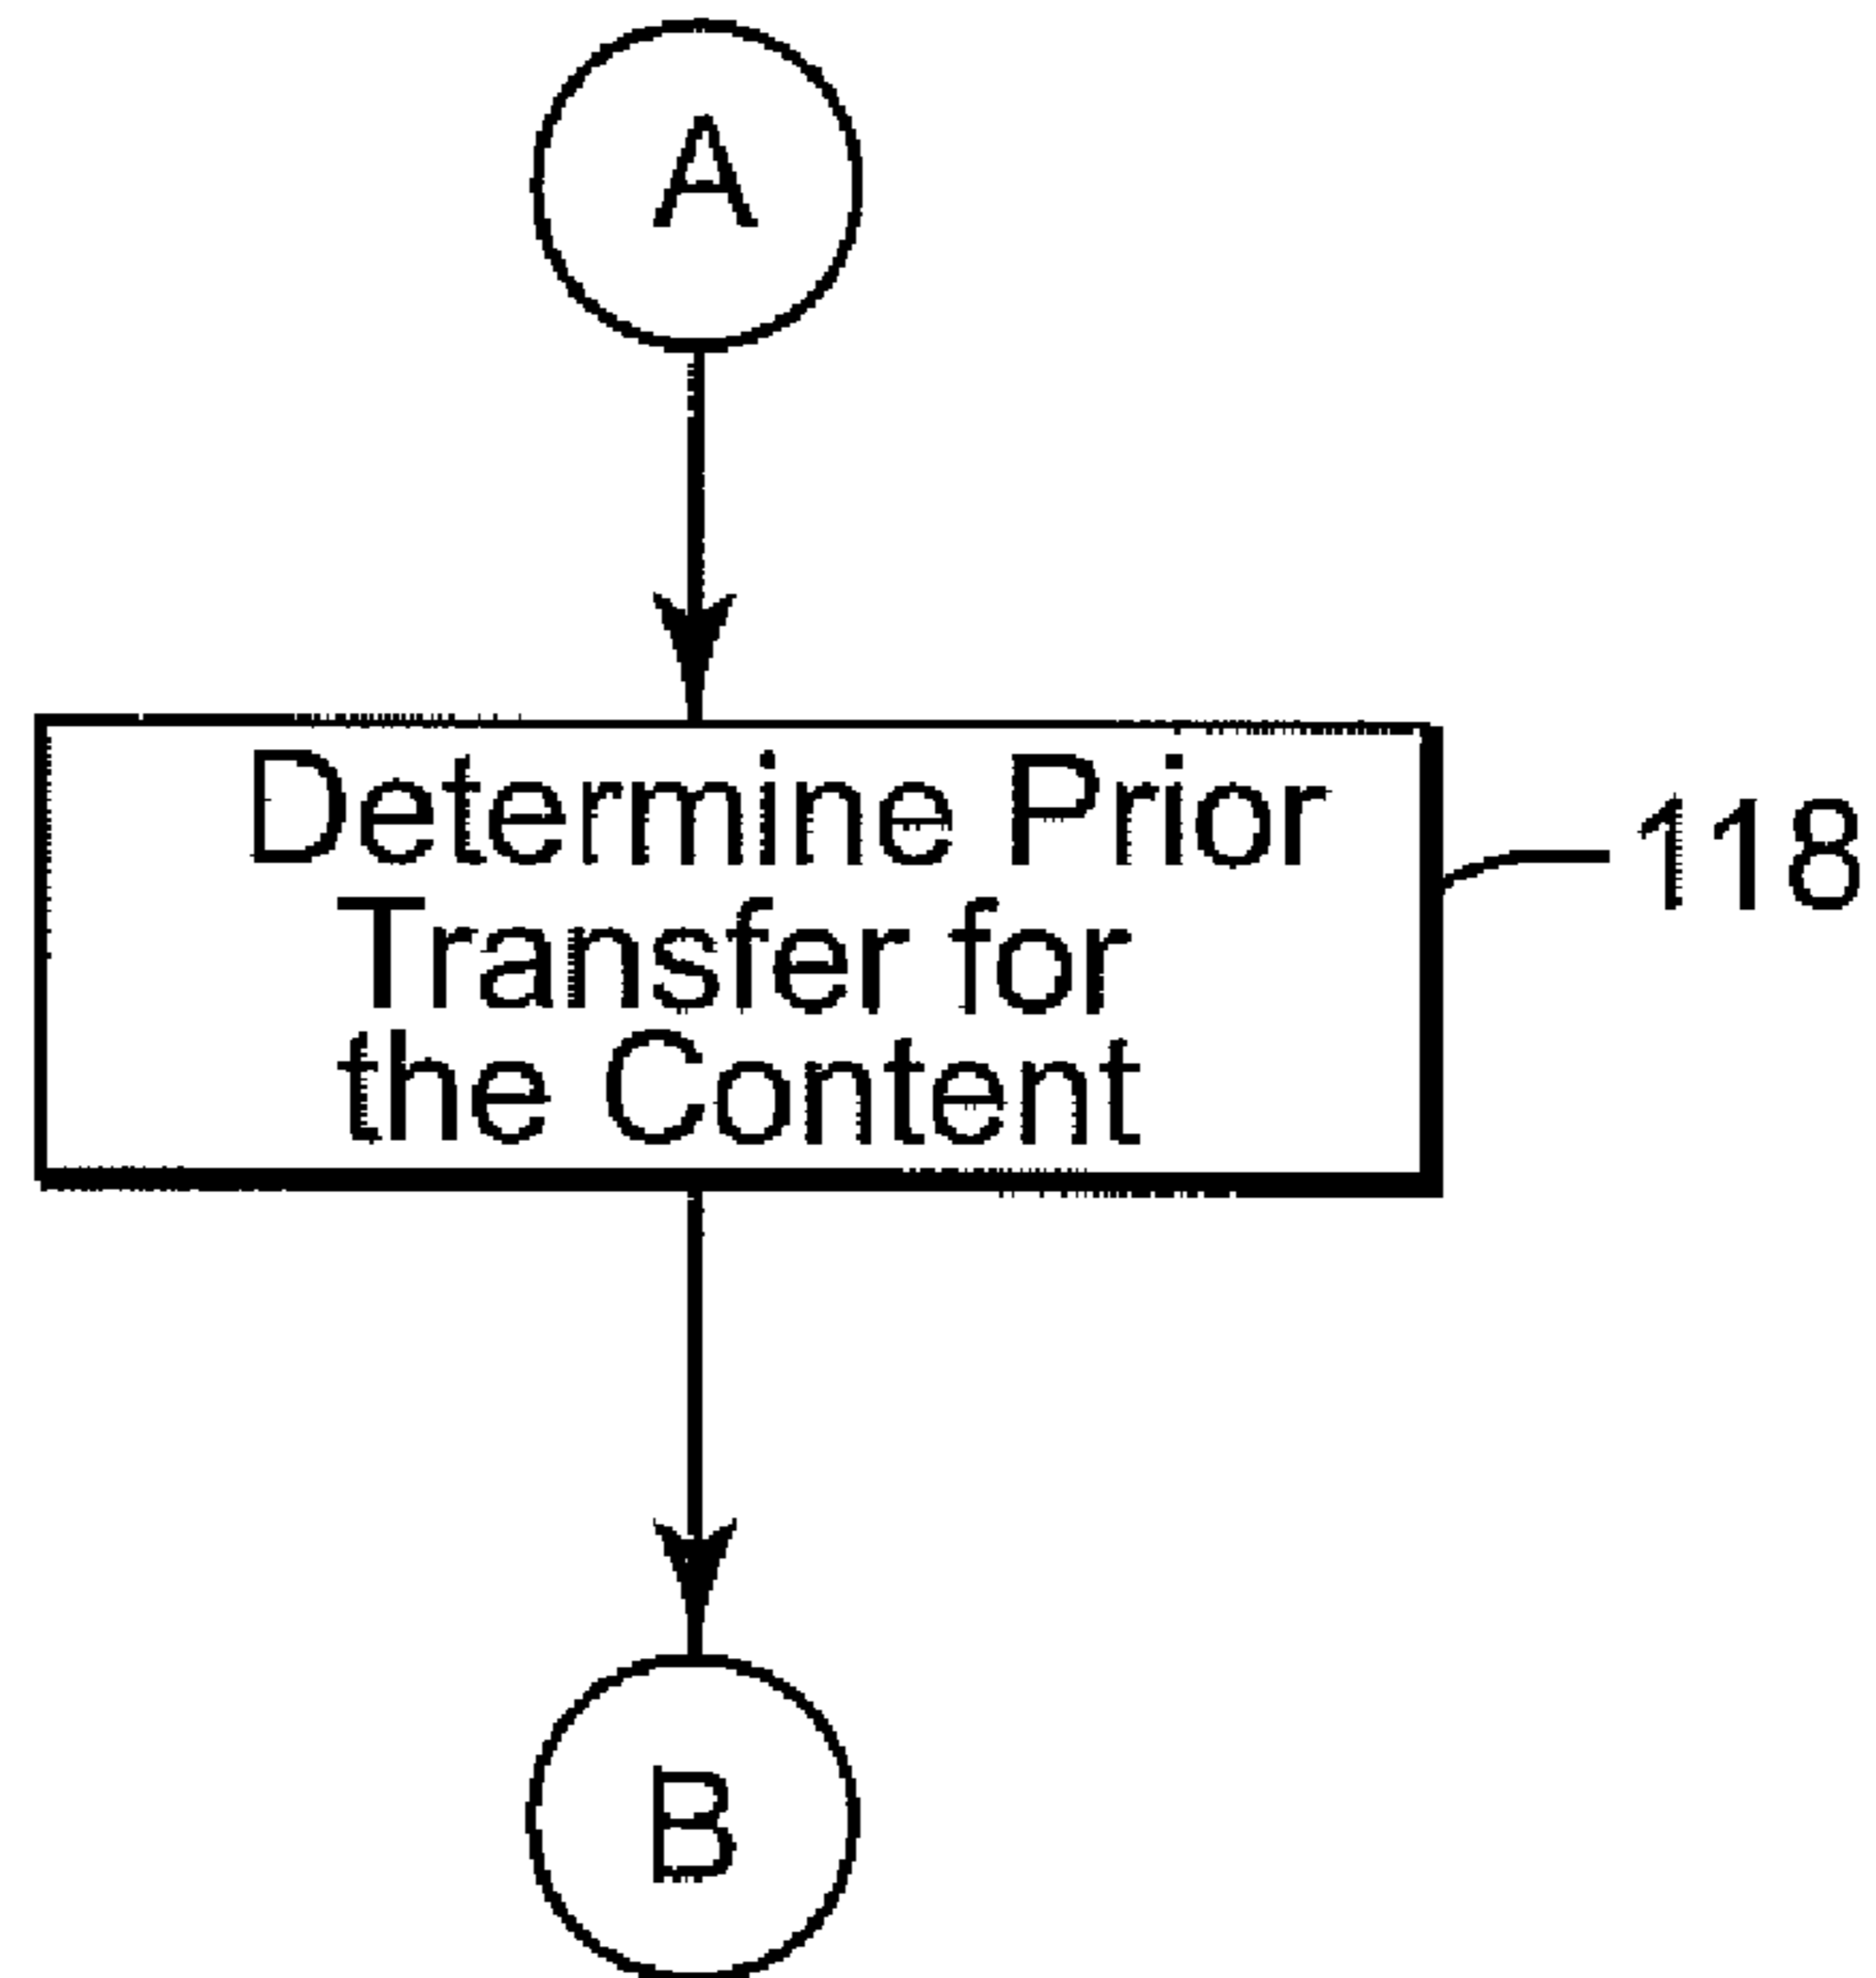 A
Determine Prior
Transfer for
the Content
118
B